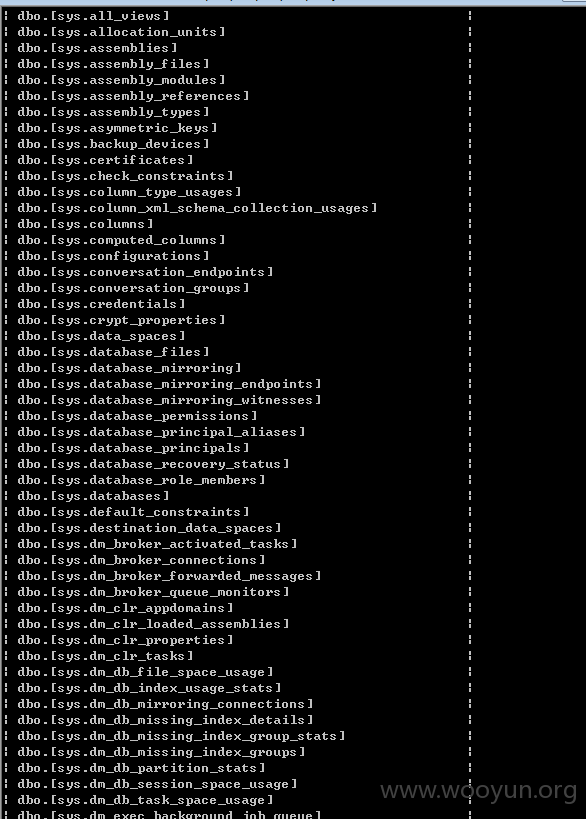 ¦ dbo.[sys.all_views] ¦
¦ dbo.[sys.allocation_units] ¦
¦ dbo.[sys.assemblies] ¦
¦ dbo.[sys.assembly_files] ¦
¦ dbo.[sys.assembly_modules] ¦
¦ dbo.[sys.assembly_references] ¦
¦ dbo.[sys.assembly_types] ¦
¦ dbo.[sys.asymmetric_keys] ¦
¦ dbo.[sys.backup_devices] ¦
¦ dbo.[sys.certificates] ¦
¦ dbo.[sys.check_constraints] ¦
¦ dbo.[sys.column_type_usages] ¦
¦ dbo.[sys.column_xml_schema_collection_usages] ¦
¦ dbo.[sys.columns] ¦
¦ dbo.[sys.computed_columns] ¦
¦ dbo.[sys.configurations] ¦
¦ dbo.[sys.conversation_endpoints] ¦
¦ dbo.[sys.conversation_groups] ¦
¦ dbo.[sys.credentials] ¦
¦ dbo.[sys.crypt_properties] ¦
¦ dbo.[sys.data_spaces] ¦
¦ dbo.[sys.database_files] ¦
¦ dbo.[sys.database_mirroring] ¦
¦ dbo.[sys.database_mirroring_endpoints] ¦
¦ dbo.[sys.database_mirroring_witnesses] ¦
¦ dbo.[sys.database_permissions] ¦
¦ dbo.[sys.database_principal_aliases] ¦
¦ dbo.[sys.database_principals] ¦
¦ dbo.[sys.database_recovery_status] ¦
¦ dbo.[sys.database_role_members] ¦
¦ dbo.[sys.databases] ¦
¦ dbo.[sys.default_constraints] ¦
¦ dbo.[sys.destination_data_spaces] ¦
¦ dbo.[sys.dm_broker_activated_tasks] ¦
¦ dbo.[sys.dm_broker_connections] ¦
¦ dbo.[sys.dm_broker_forwarded_messages] ¦
¦ dbo.[sys.dm_broker_queue_monitors] ¦
¦ dbo.[sys.dm_clr_appdomains] ¦
¦ dbo.[sys.dm_clr_loaded_assemblies] ¦
¦ dbo.[sys.dm_clr_properties] ¦
¦ dbo.[sys.dm_clr_tasks] ¦
¦ dbo.[sys.dm_db_file_space_usage] ¦
¦ dbo.[sys.dm_db_index_usage_stats] ¦
¦ dbo.[sys.dm_db_mirroring_connections] ¦
¦ dbo.[sys.dm_db_missing_index_details] ¦
¦ dbo.[sys.dm_db_missing_index_group_stats] ¦
¦ dbo.[sys.dm_db_missing_index_groups] ¦
¦ dbo.[sys.dm_db_partition_stats] ¦
¦ dbo.[sys.dm_db_session_space_usage] ¦
¦ dbo.[sys.dm_db_task_space_usage] ¦
¦ dbo.[sys.dm_exec_background_job_queue] ¦
www.wooyun.org